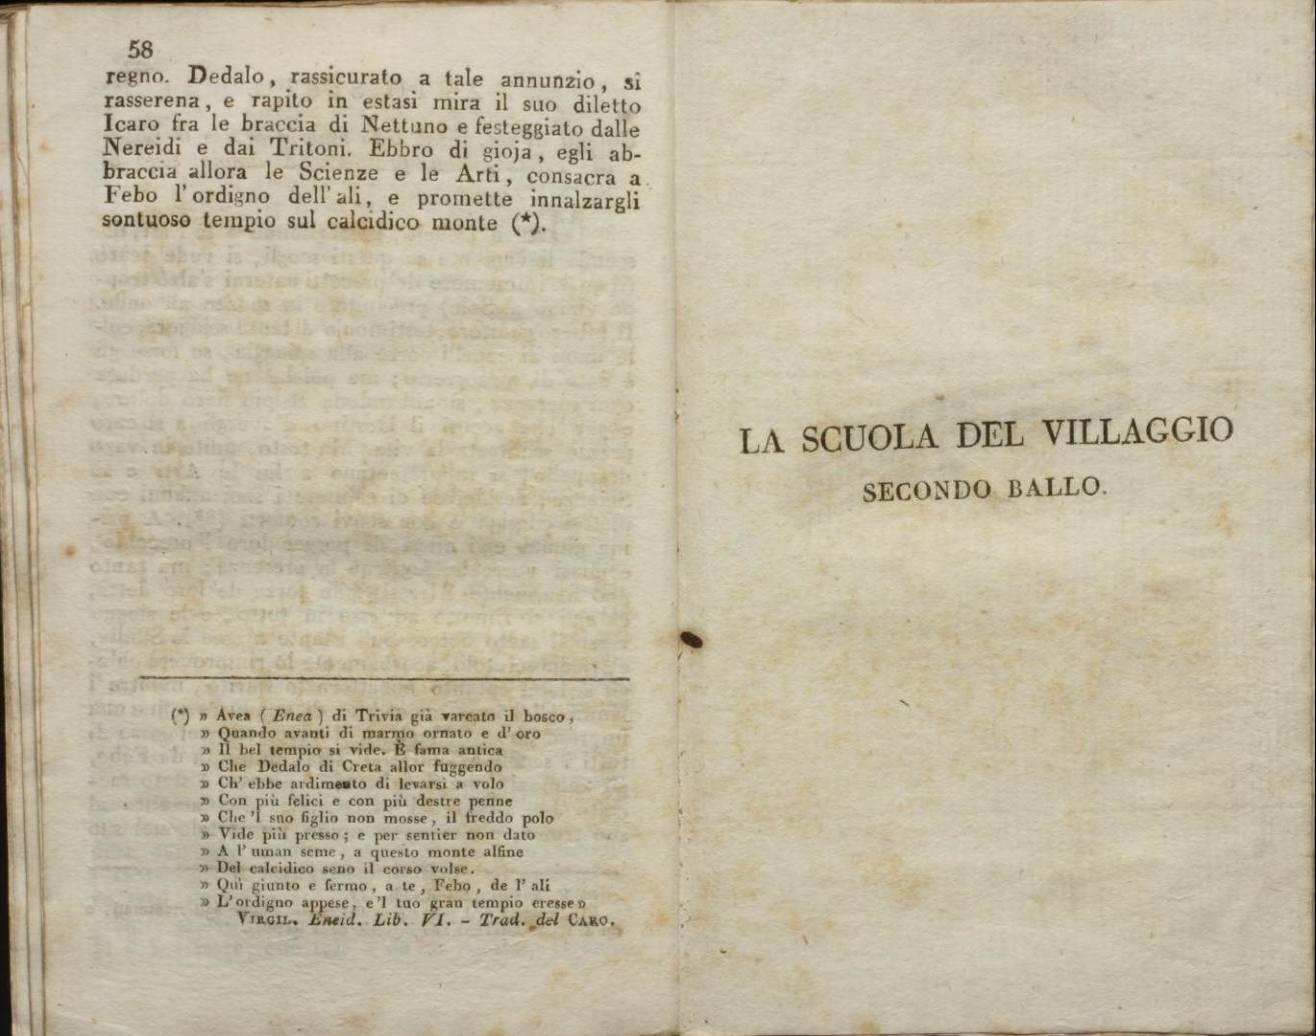 58
regno. Dedalo, rassicurato a tale annunzio, si
rasserena, e rapito in estasi mira il suo diletto
Icaro fra le braccia di Nettuno e festeggiato dalle
Nereidi e dai Tritoni. Ebbro di gioja, egli ab-
braccia allora le Scienze e le Arti, consacra a
Febo l'ordigno dell'ali, e promette innalzargli
sontuoso tempio sul calcidico monte (*).
(*) » Avea (Enea) di Trivia già varcato il bosco,
» Quando avanti di marmo ornato e d'oro
» Il bel tempio si vide. È fama antica
» Che Dedalo di Creta allor fuggendo
» Ch'ebbe ardimento di levarsi a volo
» Con più felici e con più destre penne
» Che 'l suo figlio non mosse, il freddo polo
» Vide più presso; e per sentier non dato
» A l'uman seme, a questo monte alfine
» Del calcidico seno il corso volse.
» Quì giunto e fermo, a te, Febo, de l'ali
» L'ordigno appese, e 'l tuo gran tempio eresse »
VIRGIL. Eneid. Lib. VI. - Trad. del CARO.
LA SCUOLA DEL VILLAGGIO
SECONDO BALLO.